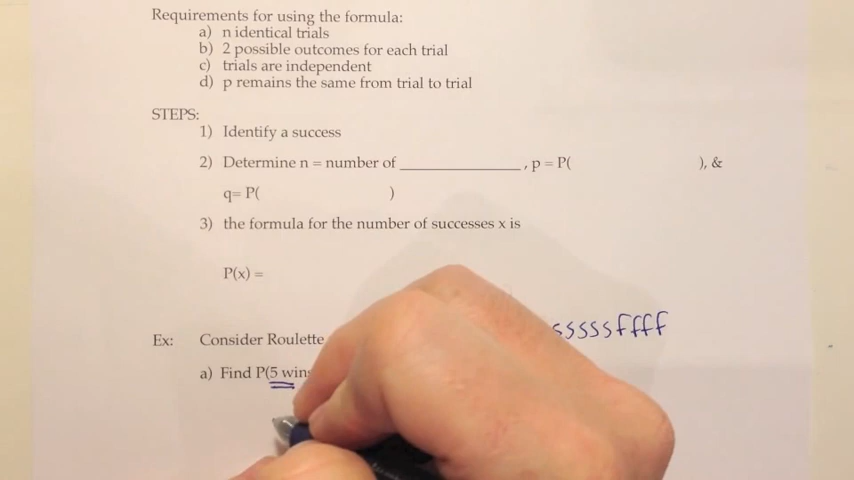 Requirements for using the formula:
a) n identical trials
b) 2 possible outcomes for each trial
c) trials are independent
d) p remains the same from trial to trial
STEPS:
1) Identify a success
2) Determine n = number of ______________ , p = P( ), &
q= P( )
3) the formula for the number of successes x is
P(x) =
sssssffff
Ex: Consider Roulette
a) Find P(5 wins